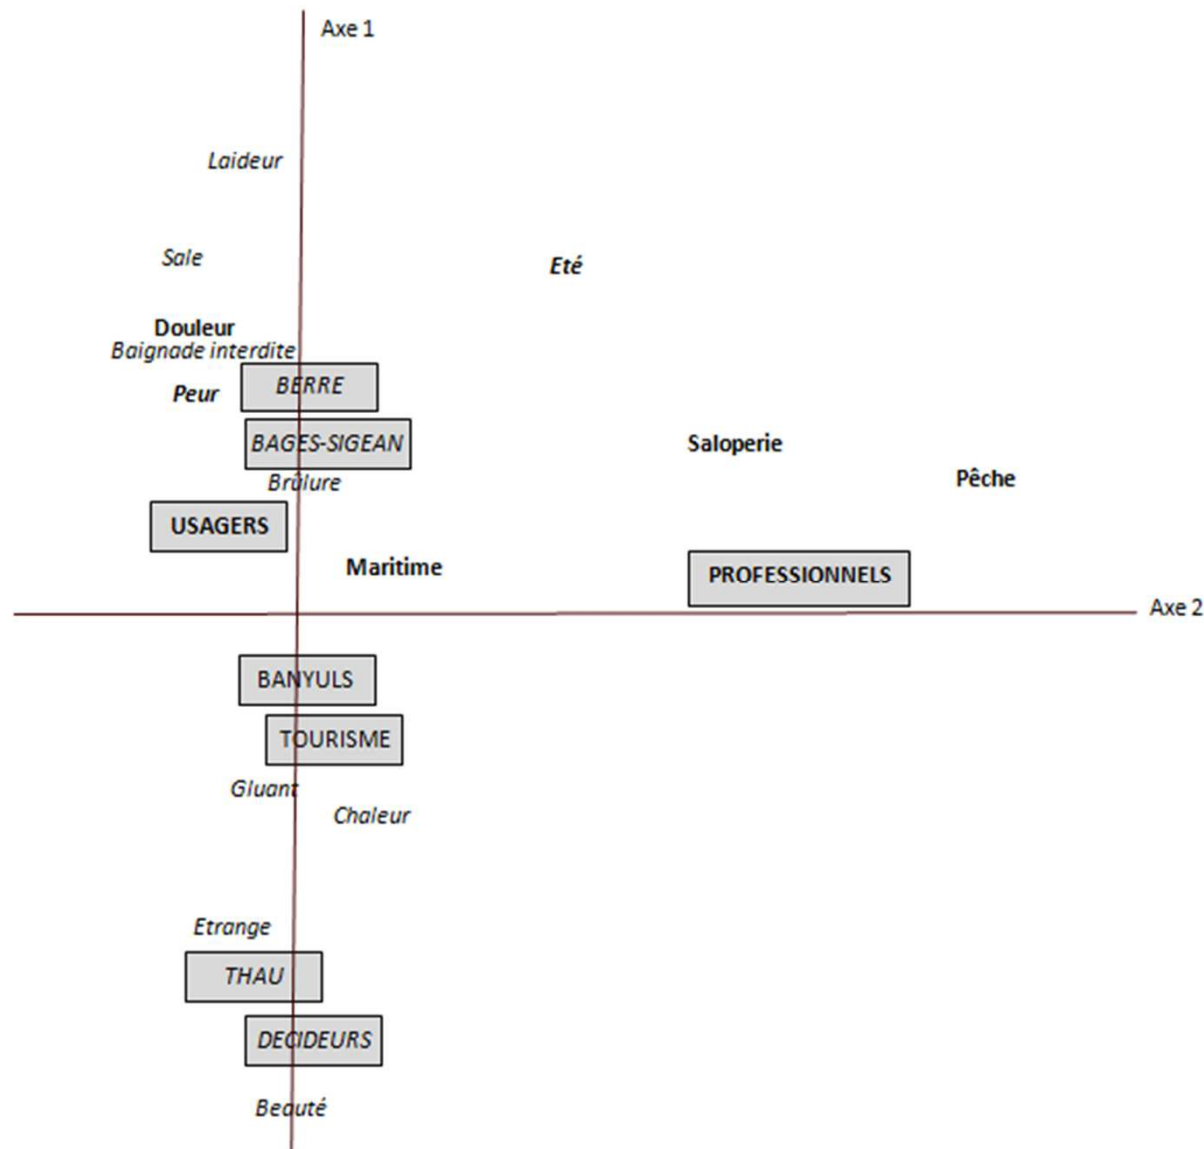 Axe 1
Laideur
Sale
Eté
Douleur
Baignade interdite
BERRE
Peur
BAGES-SIGEAN
Saloperie
Brûlure
Pêche
USAGERS
Maritime
PROFESSIONNELS
Axe 2
BANYULS
TOURISME
Gluant
Chaleur
Etrange
THAU
DECIDEURS
Beauté